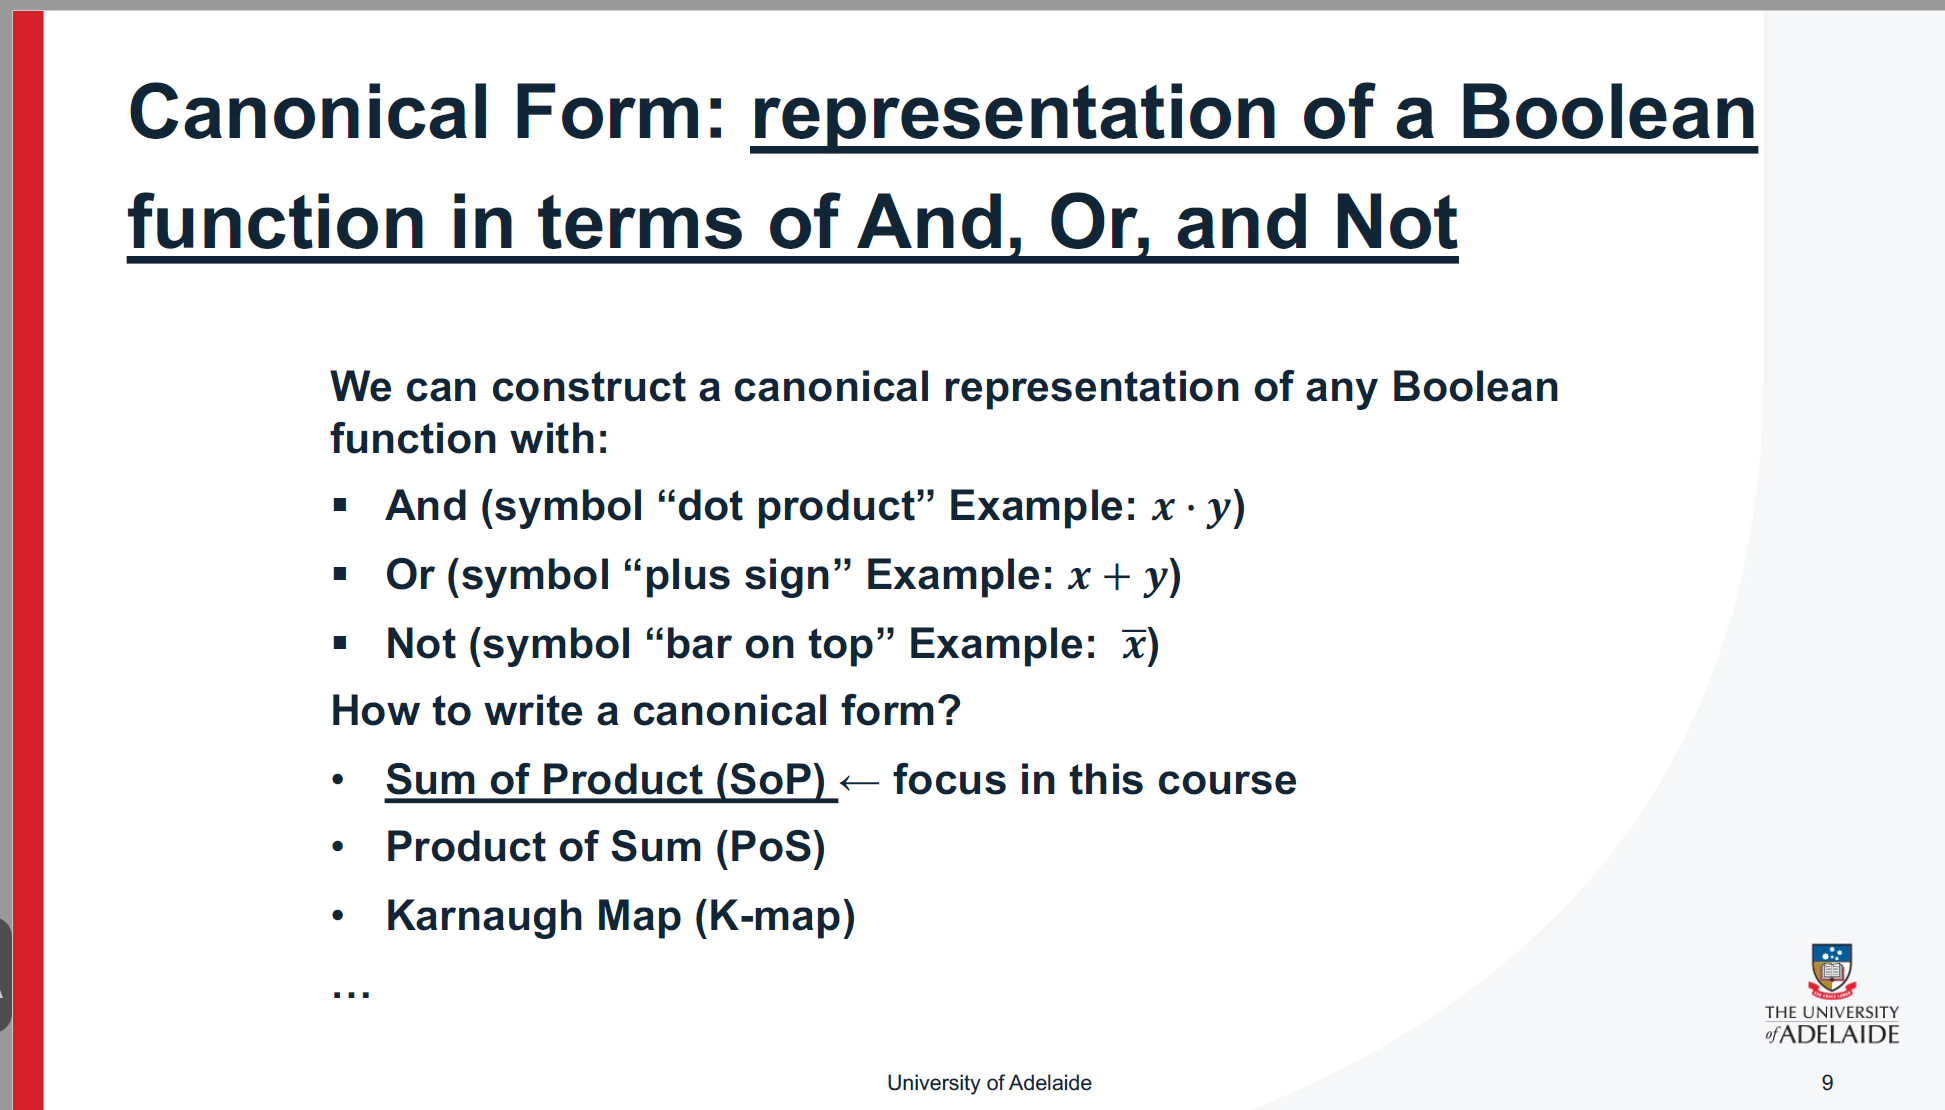 Canonical Form: representation of a Boolean
function in terms of And, Or, and Not
We can construct a canonical representation of any Boolean
function with:
▪ And (symbol “dot product” Example: x · y)
▪ Or (symbol “plus sign” Example: x + y)
▪ Not (symbol “bar on top” Example: x̅)
How to write a canonical form?
• Sum of Product (SoP) ← focus in this course
• Product of Sum (PoS)
• Karnaugh Map (K-map)
…
THE UNIVERSITY
of ADELAIDE
University of Adelaide
9